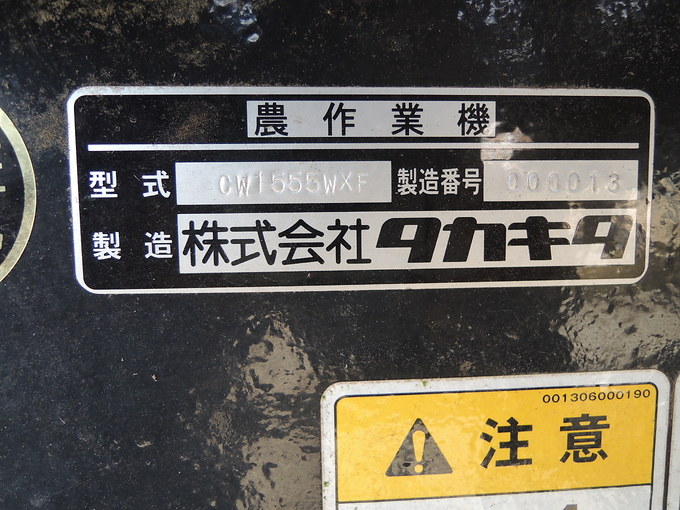 農作業機
型式 CW1555WXF 製造番号 000013
製造 株式会社タカキタ
001306000190
注意